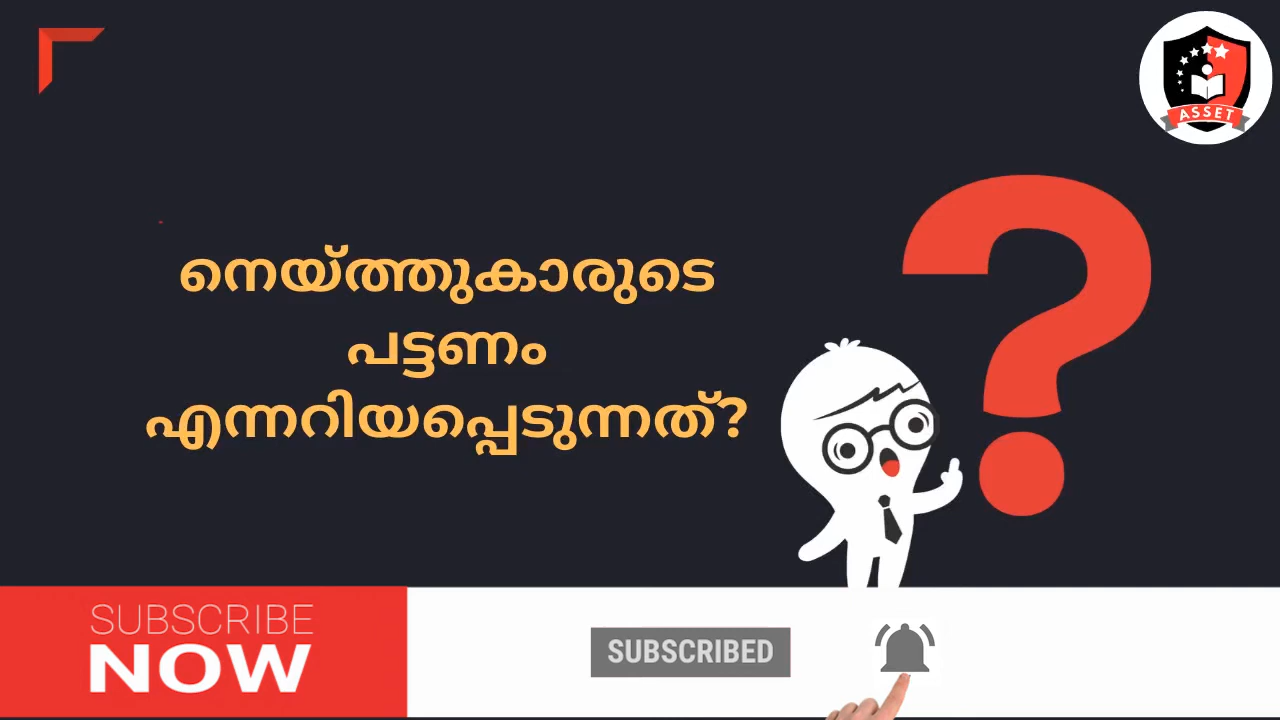 ASSET
നെയ്ത്തുകാരുടെ
പട്ടണം
എന്നറിയപ്പെടുന്നത്?
SUBSCRIBE
NOW
SUBSCRIBED